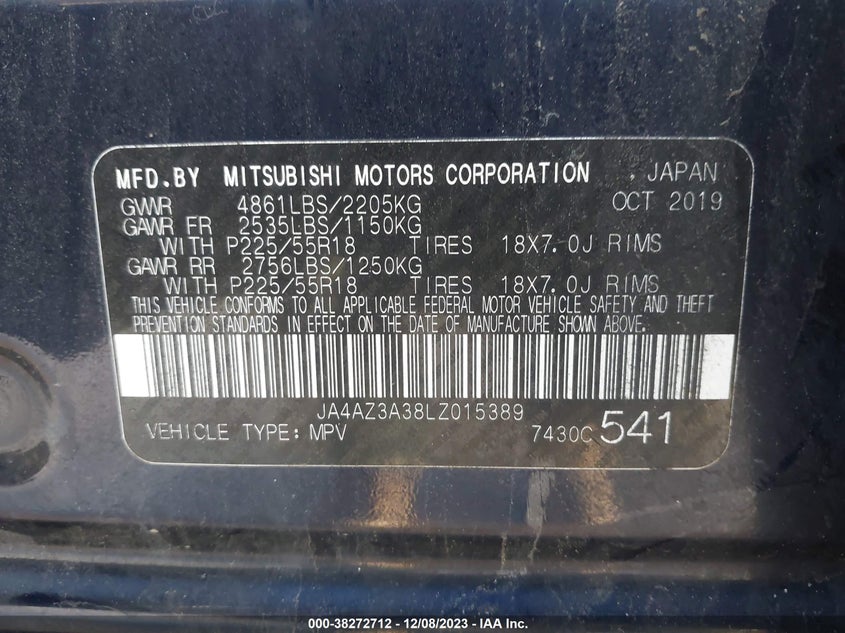 MFD.BY MITSUBISHI MOTORS CORPORATION , JAPAN
GVWR 4861LBS/2205KG OCT 2019
GAWR FR 2535LBS/1150KG
WITH P225/55R18 TIRES 18X7.0J RIMS
GAWR RR 2756LBS/1250KG
WITH P225/55R18 TIRES 18X7.0J RIMS
THIS VEHICLE CONFORMS TO ALL APPLICABLE FEDERAL MOTOR VEHICLE SAFETY AND THEFT
PREVENTION STANDARDS IN EFFECT ON THE DATE OF MANUFACTURE SHOWN ABOVE.
JA4AZ3A38LZ015389
VEHICLE TYPE: MPV 7430C 541
000-38272712 - 12/08/2023 - IAA Inc.